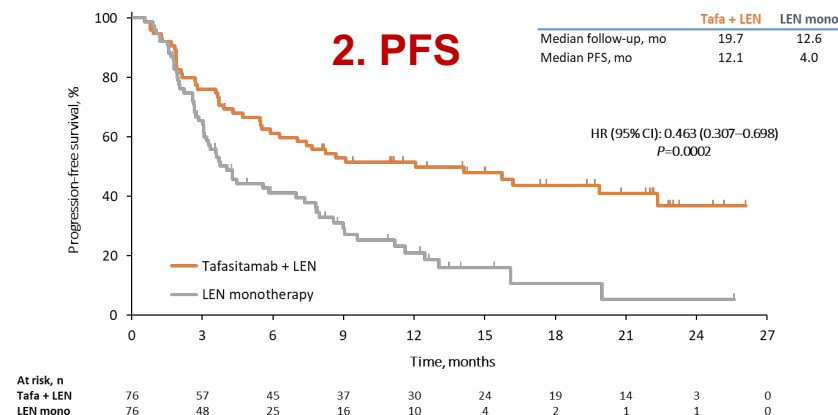 2. PFS
Tafa + LEN LEN mono
Median follow-up, mo 19.7 12.6
Median PFS, mo 12.1 4.0
HR (95% CI): 0.463 (0.307–0.698)
P=0.0002
Progression-free survival, %
100
80
60
40
20
0
Tafasitamab + LEN
LEN monotherapy
0 3 6 9 12 15 18 21 24 27
Time, months
At risk, n
Tafa + LEN 76 57 45 37 30 24 19 14 3 0
LEN mono 76 48 25 16 10 4 2 1 1 0